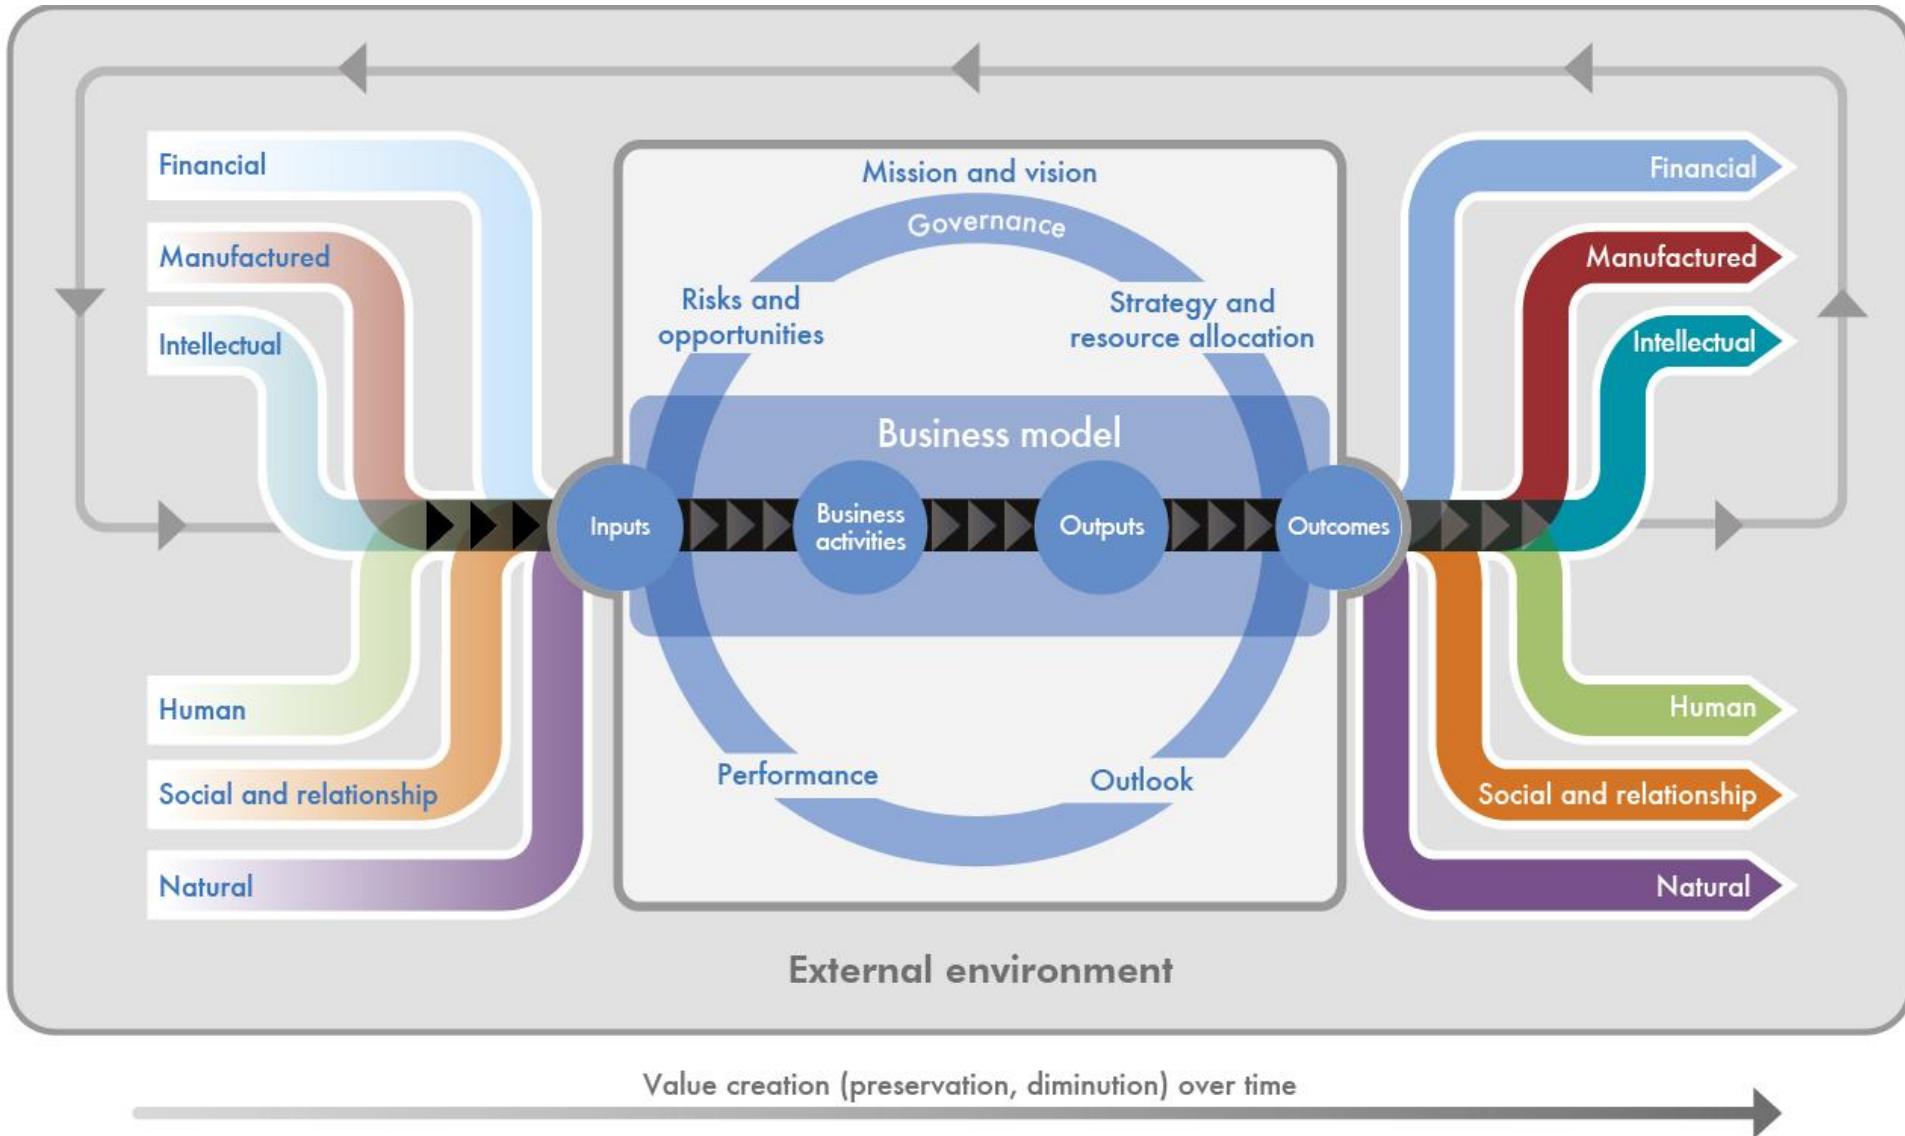 Financial
Manufactured
Intellectual
Human
Social and relationship
Natural
Mission and vision
Governance
Risks and
opportunities
Strategy and
resource allocation
Business model
Inputs
Business
activities
Outputs
Outcomes
Performance
Outlook
Financial
Manufactured
Intellectual
Human
Social and relationship
Natural
External environment
Value creation (preservation, diminution) over time